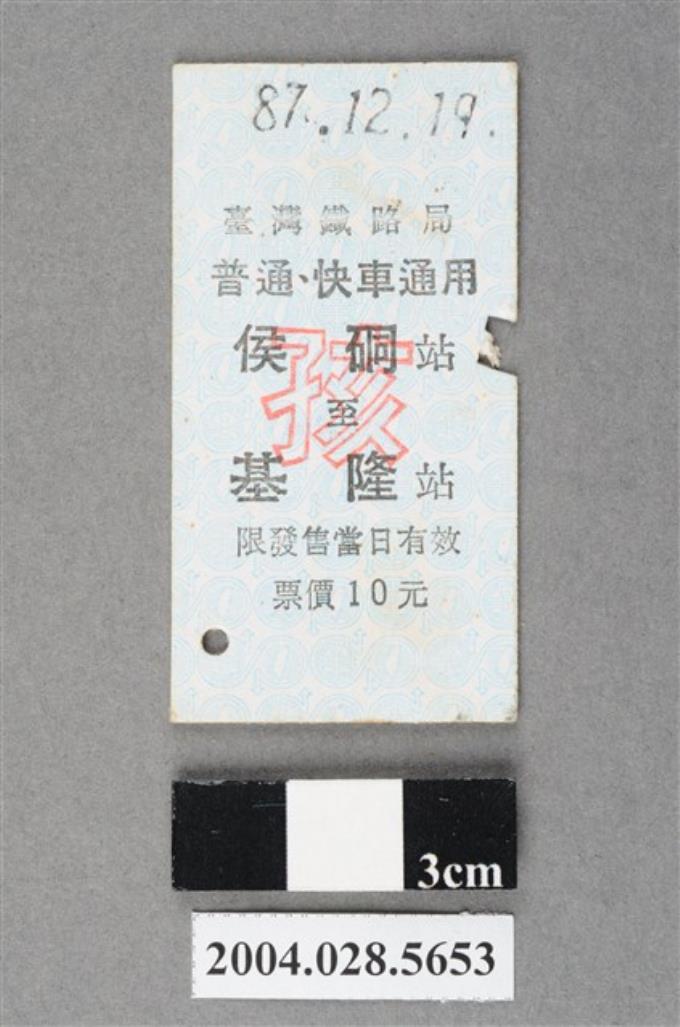 87.12.19.
臺灣鐵路局
普通、快車通用
侯硐站
孩
至
基隆站
限發售當日有效
票價10元
3cm
2004.028.5653